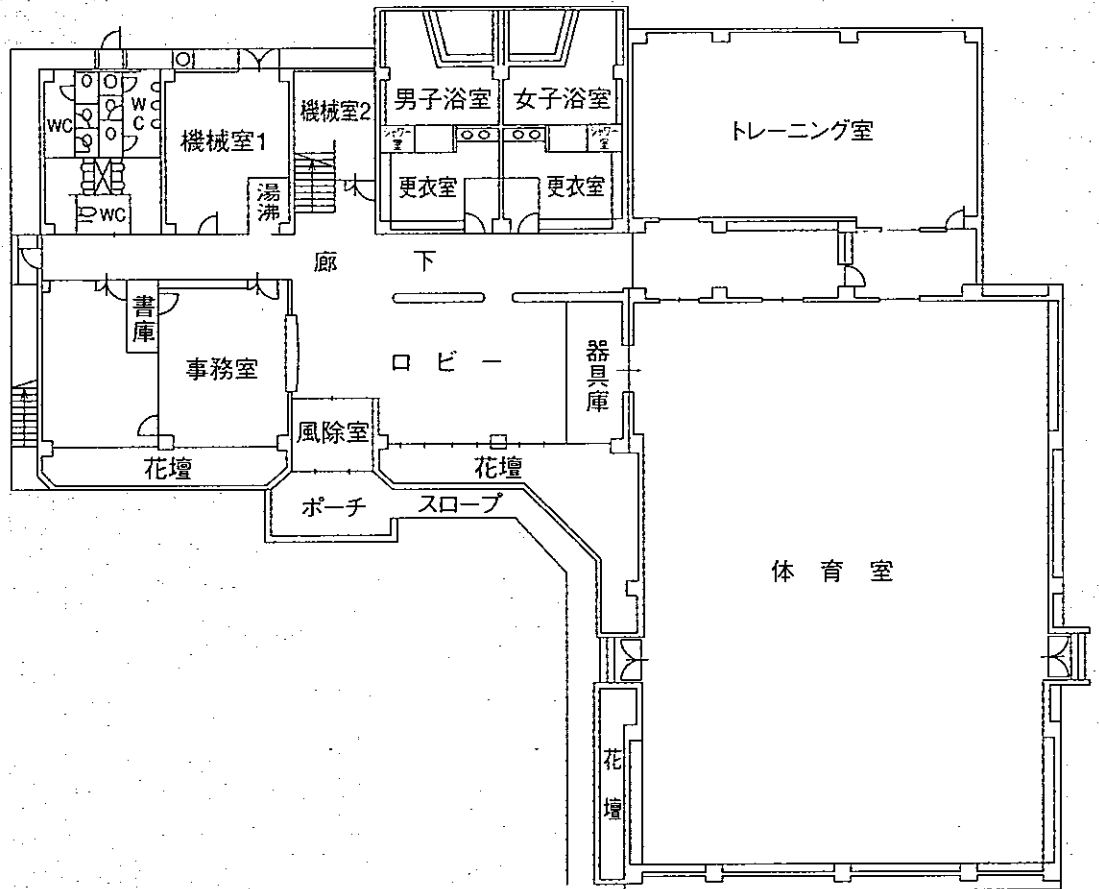 男子浴室
女子浴室
機械室2
WC
WC
トレーニング室
機械室1
シャワー室
シャワー室
湯沸
更衣室
更衣室
WC
廊下
書庫
事務室
ロビー
器具庫
風除室
花壇
花壇
ポーチ
スロープ
体育室
花壇